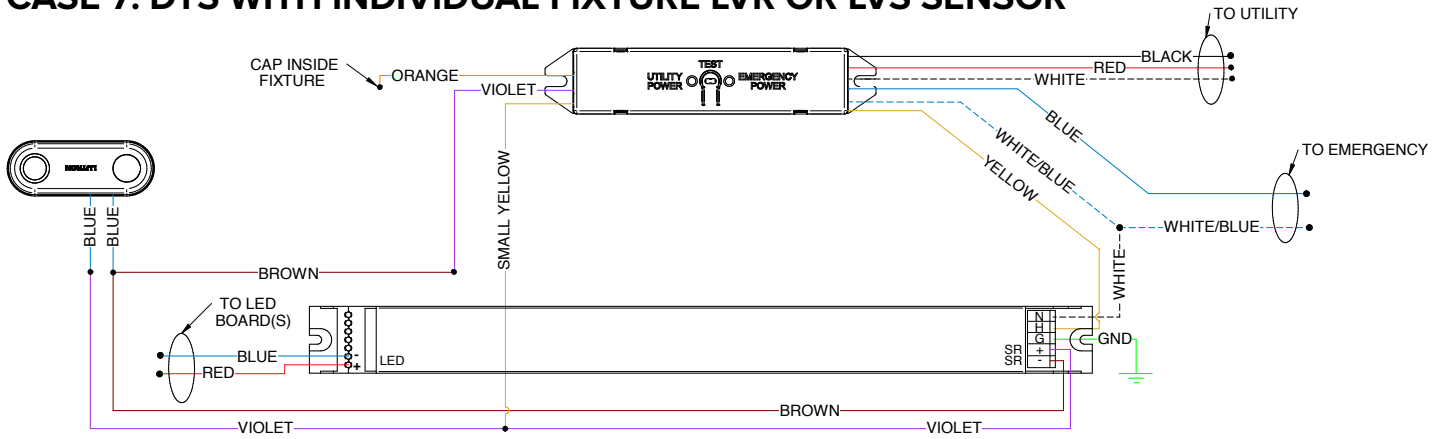 CASE 7: DTS WITH INDIVIDUAL FIXTURE LVR OR LVS SENSOR
TO UTILITY
CAP INSIDE
FIXTURE
ORANGE
VIOLET
TEST
UTILITY
POWER
EMERGENCY
POWER
BLACK
RED
WHITE
BLUE
WHITE/BLUE
YELLOW
TO EMERGENCY
WHITE/BLUE
LUTRON
BLUE
BLUE
SMALL YELLOW
WHITE
BROWN
TO LED
BOARD(S)
BLUE
RED
-
+
LED
N
H
G
SR +
SR -
GND
BROWN
VIOLET
VIOLET